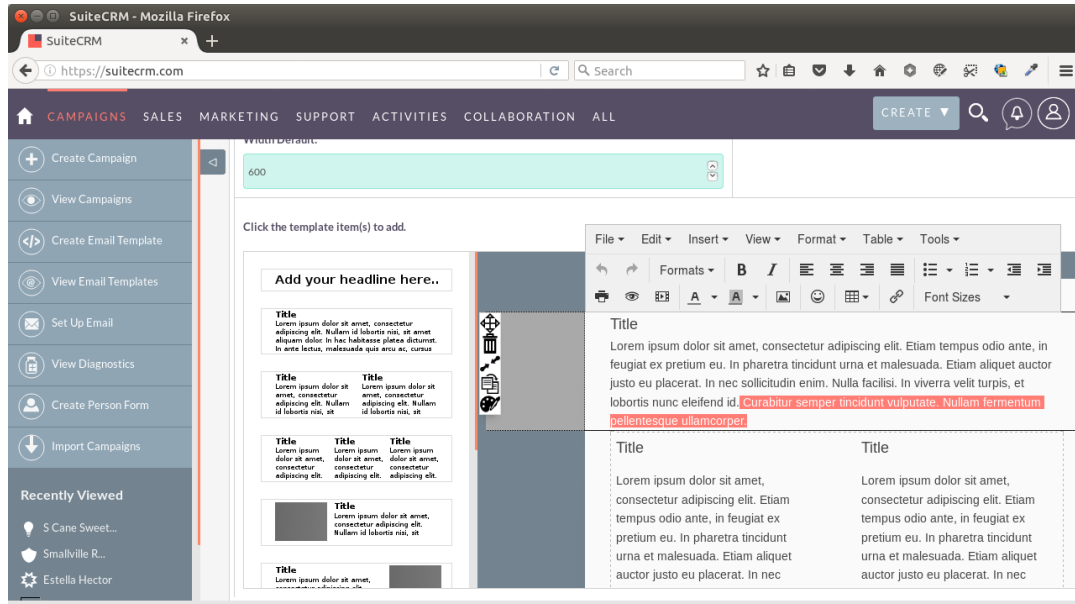 SuiteCRM - Mozilla Firefox
SuiteCRM × +
https://suitecrm.com
Search
CAMPAIGNS SALES MARKETING SUPPORT ACTIVITIES COLLABORATION ALL
CREATE
Create Campaign
View Campaigns
Create Email Template
View Email Templates
Set Up Email
View Diagnostics
Create Person Form
Import Campaigns
Recently Viewed
S Cane Sweet...
Smallville R...
Estella Hector
Width Default:
600
Click the template item(s) to add.
Add your headline here..
Title
Lorem ipsum dolor sit amet, consectetur
adipiscing elit. Nullam id lobortis nisi, sit amet
aliquam dolor. In hac habitasse platea dictumst.
In ante lectus, malesuada quis arcu ac, cursus
Title
Lorem ipsum dolor sit
amet, consectetur
adipiscing elit. Nullam
id lobortis nisi, sit
Title
Lorem ipsum dolor sit
amet, consectetur
adipiscing elit. Nullam
id lobortis nisi, sit
Title
Lorem ipsum
dolor sit amet,
consectetur
adipiscing elit.
Title
Lorem ipsum
dolor sit amet,
consectetur
adipiscing elit.
Title
Lorem ipsum
dolor sit amet,
consectetur
adipiscing elit.
Title
Lorem ipsum dolor sit amet,
consectetur adipiscing elit.
Nullam id lobortis nisi, sit
Title
Lorem ipsum dolor sit amet,
File Edit Insert View Format Table Tools
Formats B I
A A Font Sizes
Title
Lorem ipsum dolor sit amet, consectetur adipiscing elit. Etiam tempus odio ante, in
feugiat ex pretium eu. In pharetra tincidunt urna et malesuada. Etiam aliquet auctor
justo eu placerat. In nec sollicitudin enim. Nulla facilisi. In viverra velit turpis, et
lobortis nunc eleifend id. Curabitur semper tincidunt vulputate. Nullam fermentum
pellentesque ullamcorper.
Title
Lorem ipsum dolor sit amet,
consectetur adipiscing elit. Etiam
tempus odio ante, in feugiat ex
pretium eu. In pharetra tincidunt
urna et malesuada. Etiam aliquet
auctor justo eu placerat. In nec
Title
Lorem ipsum dolor sit amet,
consectetur adipiscing elit. Etiam
tempus odio ante, in feugiat ex
pretium eu. In pharetra tincidunt
urna et malesuada. Etiam aliquet
auctor justo eu placerat. In nec